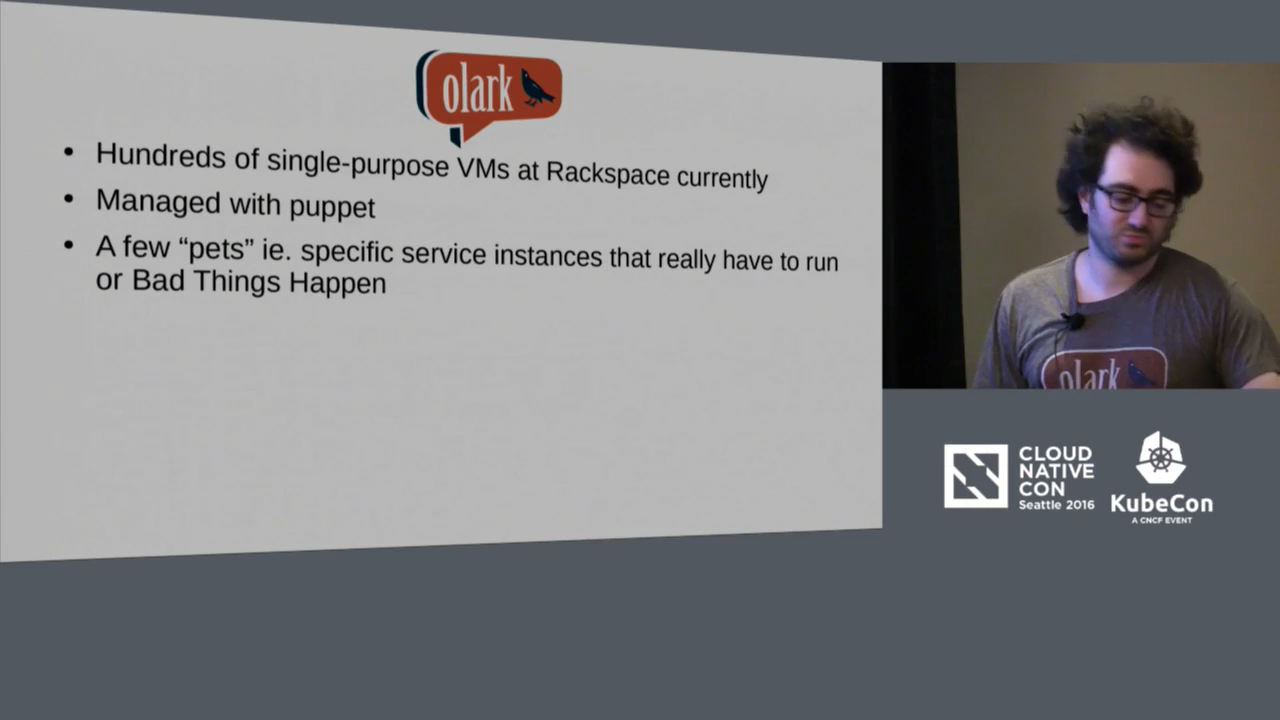 olark
• Hundreds of single-purpose VMs at Rackspace currently
• Managed with puppet
• A few “pets” ie. specific service instances that really have to run
or Bad Things Happen
olark
CLOUD
NATIVE
CON
Seattle 2016
KubeCon
A CNCF EVENT